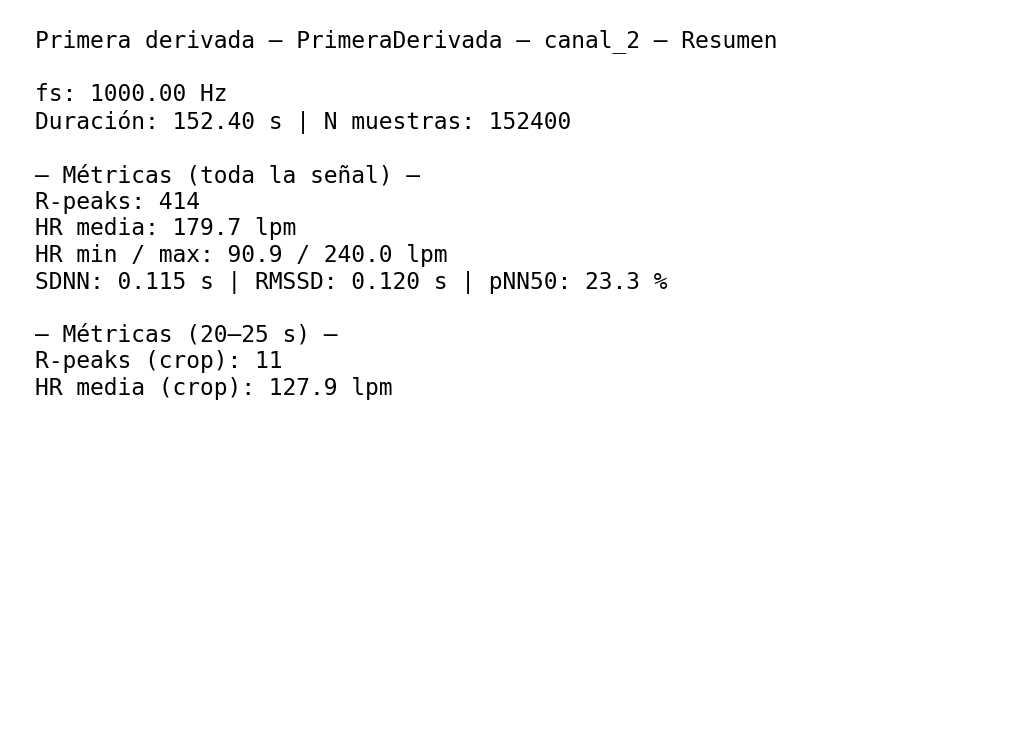 Primera derivada — PrimeraDerivada — canal_2 — Resumen
fs: 1000.00 Hz
Duración: 152.40 s | N muestras: 152400
— Métricas (toda la señal) —
R-peaks: 414
HR media: 179.7 lpm
HR min / max: 90.9 / 240.0 lpm
SDNN: 0.115 s | RMSSD: 0.120 s | pNN50: 23.3 %
— Métricas (20–25 s) —
R-peaks (crop): 11
HR media (crop): 127.9 lpm